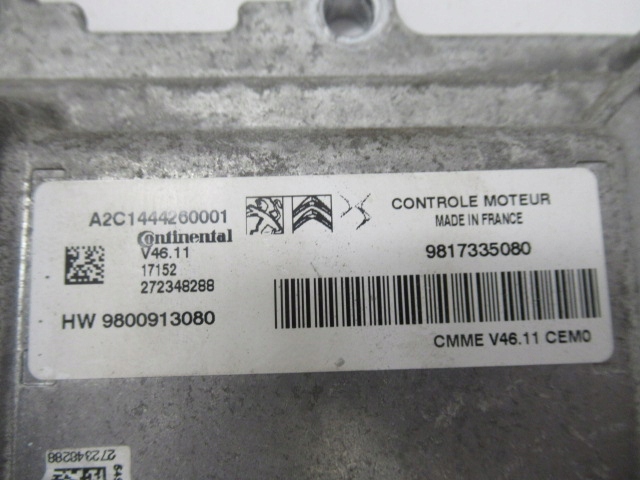 A2C1444260001
Continental
V46.11
17152
272348288
HW 9800913080
CONTROLE MOTEUR
MADE IN FRANCE
9817335080
CMME V46.11 CEM0
272348288